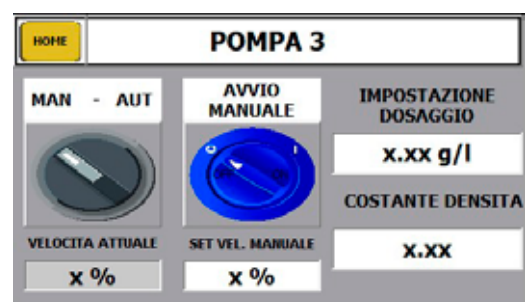 HOME
POMPA 3
MAN - AUT
AVVIO
MANUALE
O
I
IMPOSTAZIONE
DOSAGGIO
x.xx g/l
COSTANTE DENSITA
x.xx
VELOCITA ATTUALE
x %
SET VEL. MANUALE
x %